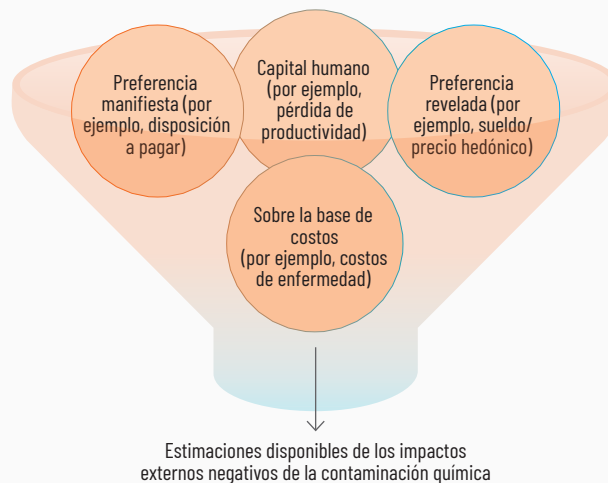 Preferencia
manifiesta (por
ejemplo, disposición
a pagar)
Capital humano
(por ejemplo,
pérdida de
productividad)
Preferencia
revelada (por
ejemplo, sueldo/
precio hedónico)
Sobre la base de
costos
(por ejemplo, costos
de enfermedad)
Estimaciones disponibles de los impactos
externos negativos de la contaminación química